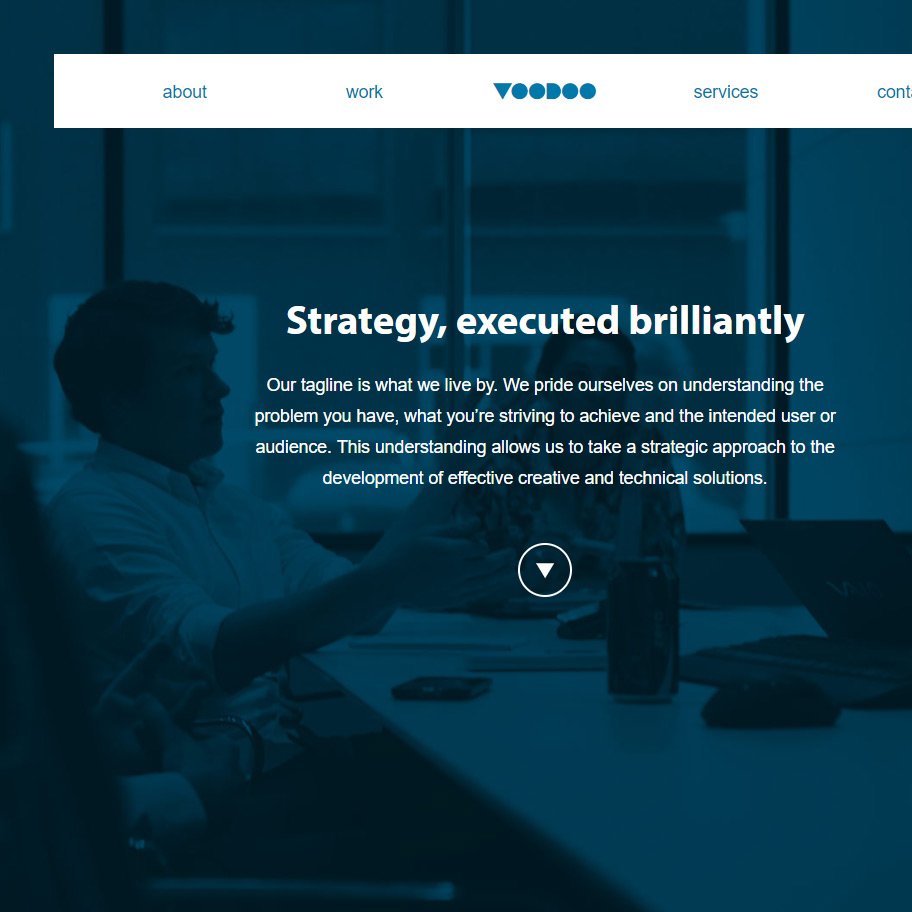 about work VOODOO services conta
Strategy, executed brilliantly
Our tagline is what we live by. We pride ourselves on understanding the
problem you have, what you’re striving to achieve and the intended user or
audience. This understanding allows us to take a strategic approach to the
development of effective creative and technical solutions.